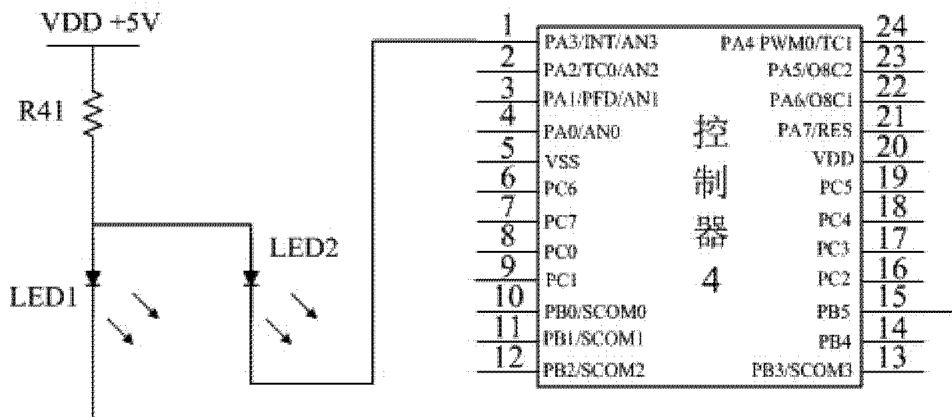 VDD +5V
R41
LED1
LED2
1 PA3/INT/AN3
2 PA2/TC0/AN2
3 PA1/PFD/AN1
4 PA0/AN0
5 VSS
6 PC6
7 PC7
8 PC0
9 PC1
10 PB0/SCOM0
11 PB1/SCOM1
12 PB2/SCOM2
控制器4
PA4 PWM0/TC1 24
PA5/O8C2 23
PA6/O8C1 22
PA7/RES 21
VDD 20
PC5 19
PC4 18
PC3 17
PC2 16
PB5 15
PB4 14
PB3/SCOM3 13